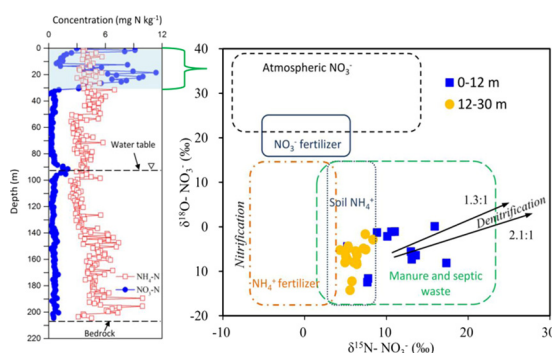 Concentration (mg N kg⁻¹)
0 6 12
0
20
40
60
80
100
120
140
160
180
200
220
Depth (m)
Water table
NH₄-N
NO₃-N
Bedrock
40
30
20
10
0
10
20
-10 0 10 20 30
δ¹⁸O- NO₃⁻ (‰)
δ¹⁵N- NO₃⁻ (‰)
Atmospheric NO₃⁻
0-12 m
12-30 m
NO₃⁻ fertilizer
Spoil NH₄⁺
Nitrification
NH₄⁺ fertilizer
1.3:1
Denitrification
2.1:1
Manure and septic
waste